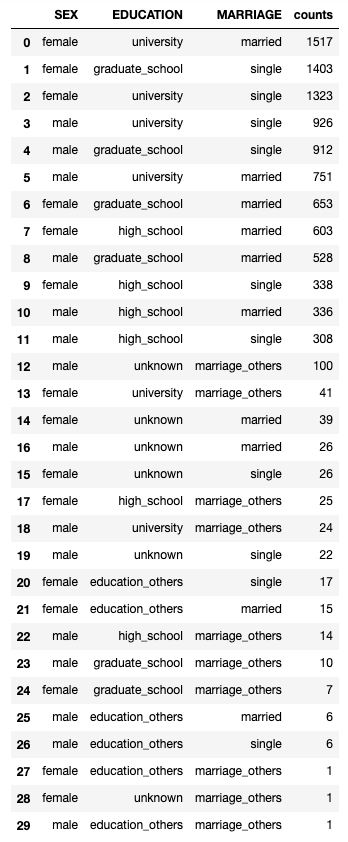 SEX EDUCATION MARRIAGE counts
0 female university married 1517
1 female graduate_school single 1403
2 female university single 1323
3 male university single 926
4 male graduate_school single 912
5 male university married 751
6 female graduate_school married 653
7 female high_school married 603
8 male graduate_school married 528
9 female high_school single 338
10 male high_school married 336
11 male high_school single 308
12 male unknown marriage_others 100
13 female university marriage_others 41
14 female unknown married 39
16 male unknown married 26
15 female unknown single 26
17 female high_school marriage_others 25
18 male university marriage_others 24
19 male unknown single 22
20 female education_others single 17
21 female education_others married 15
22 male high_school marriage_others 14
23 male graduate_school marriage_others 10
24 female graduate_school marriage_others 7
25 male education_others married 6
26 male education_others single 6
27 female education_others marriage_others 1
28 female unknown marriage_others 1
29 male education_others marriage_others 1